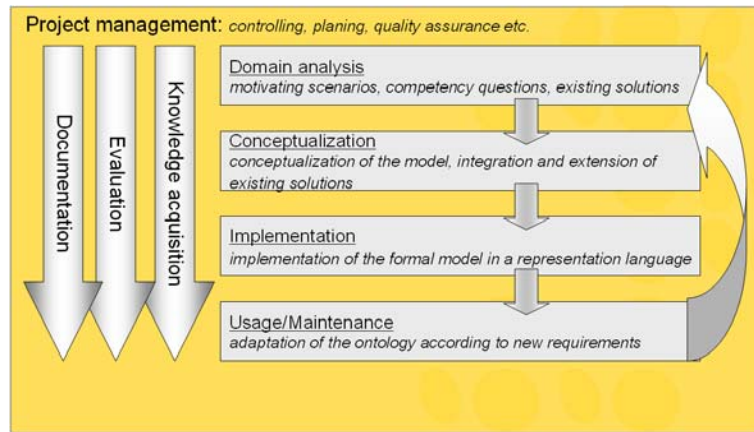 Project management: controlling, planing, quality assurance etc.
Documentation
Evaluation
Knowledge acquisition
Domain analysis
motivating scenarios, competency questions, existing solutions
Conceptualization
conceptualization of the model, integration and extension of
existing solutions
Implementation
implementation of the formal model in a representation language
Usage/Maintenance
adaptation of the ontology according to new requirements